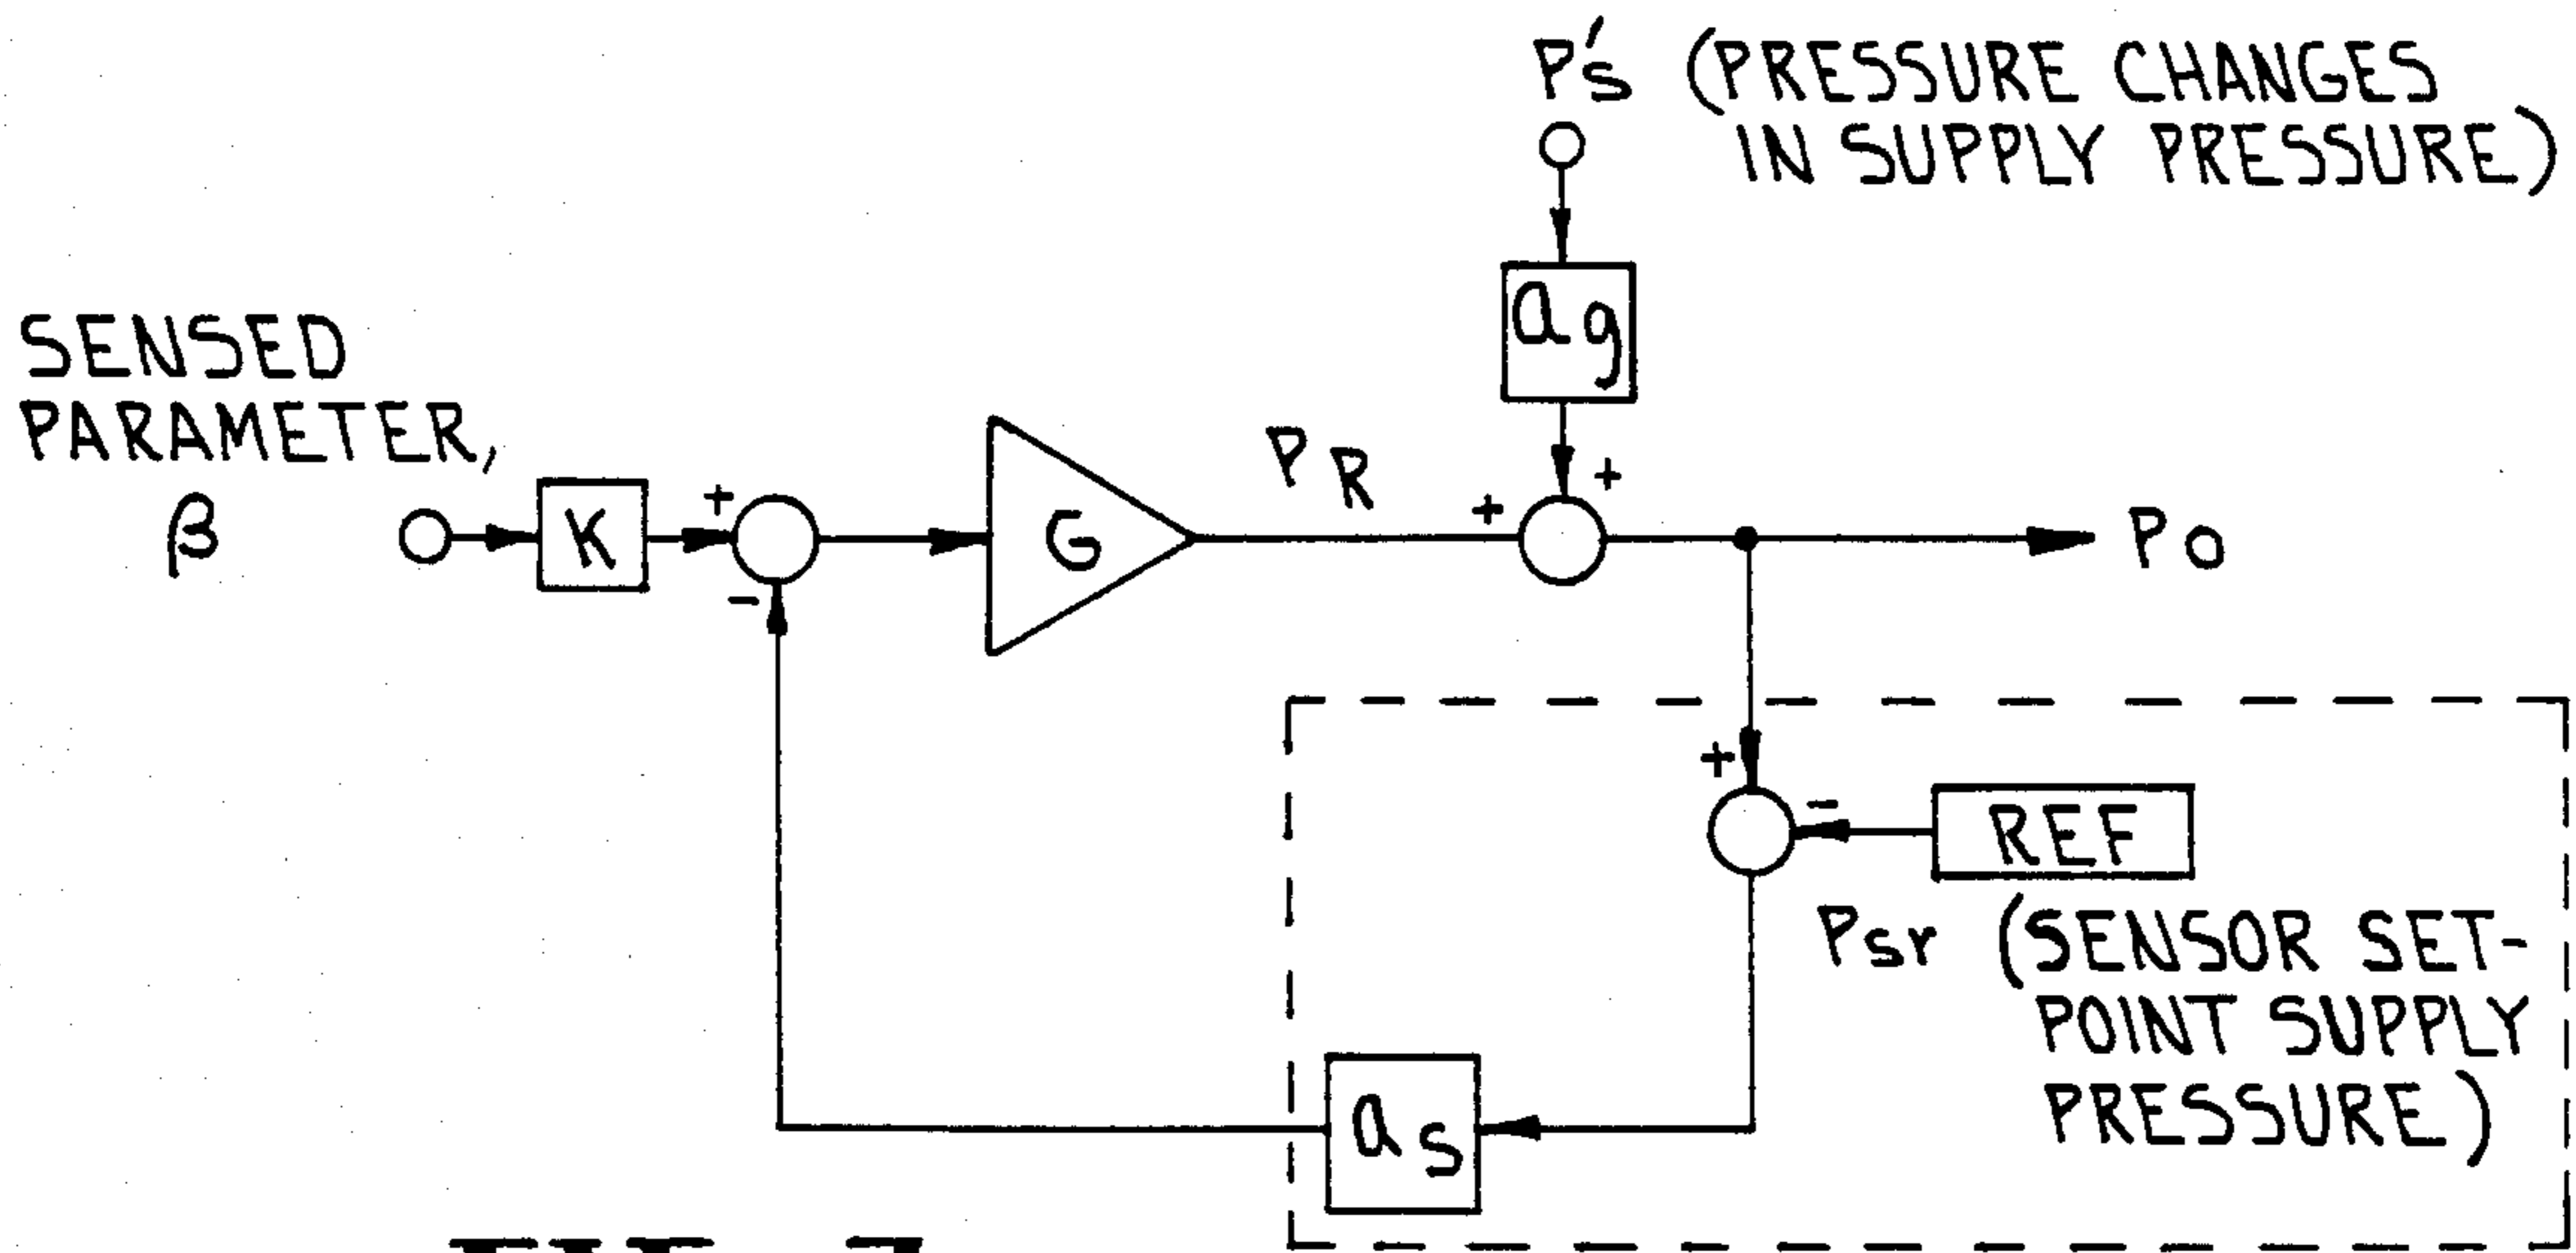 P's (PRESSURE CHANGES
IN SUPPLY PRESSURE)
ag
SENSED
PARAMETER,
β
K
+
-
G
PR
+
+
Po
+
-
REF
Psr (SENSOR SET-
POINT SUPPLY
PRESSURE)
as